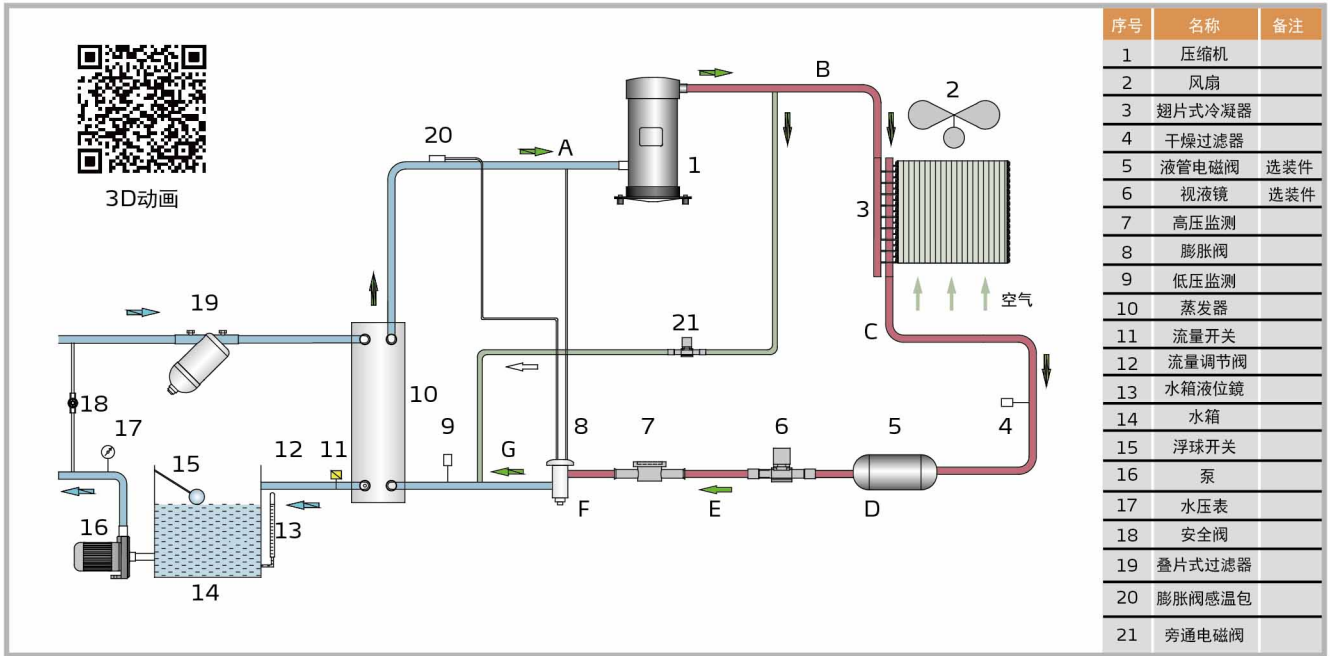 3D动画
20
A
B
2
1
3
空气
19
21
C
10
18
17
12
11
9
8
7
6
5
4
15
G
F
E
D
16
13
14
序号 名称 备注
1 压缩机
2 风扇
3 翅片式冷凝器
4 干燥过滤器
5 液管电磁阀 选装件
6 视液镜 选装件
7 高压监测
8 膨胀阀
9 低压监测
10 蒸发器
11 流量开关
12 流量调节阀
13 水箱液位鏡
14 水箱
15 浮球开关
16 泵
17 水压表
18 安全阀
19 叠片式过滤器
20 膨胀阀感温包
21 旁通电磁阀